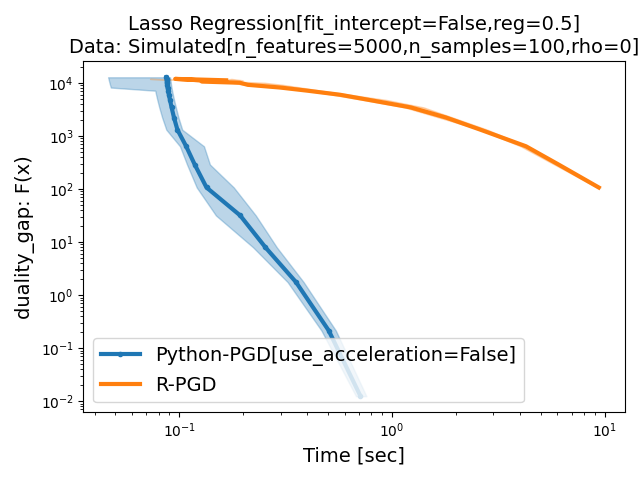 Lasso Regression[fit_intercept=False,reg=0.5]
Data: Simulated[n_features=5000,n_samples=100,rho=0]
duality_gap: F(x)
10⁴
10³
10²
10¹
10⁰
10⁻¹
10⁻²
Python-PGD[use_acceleration=False]
R-PGD
10⁻¹ 10⁰ 10¹
Time [sec]